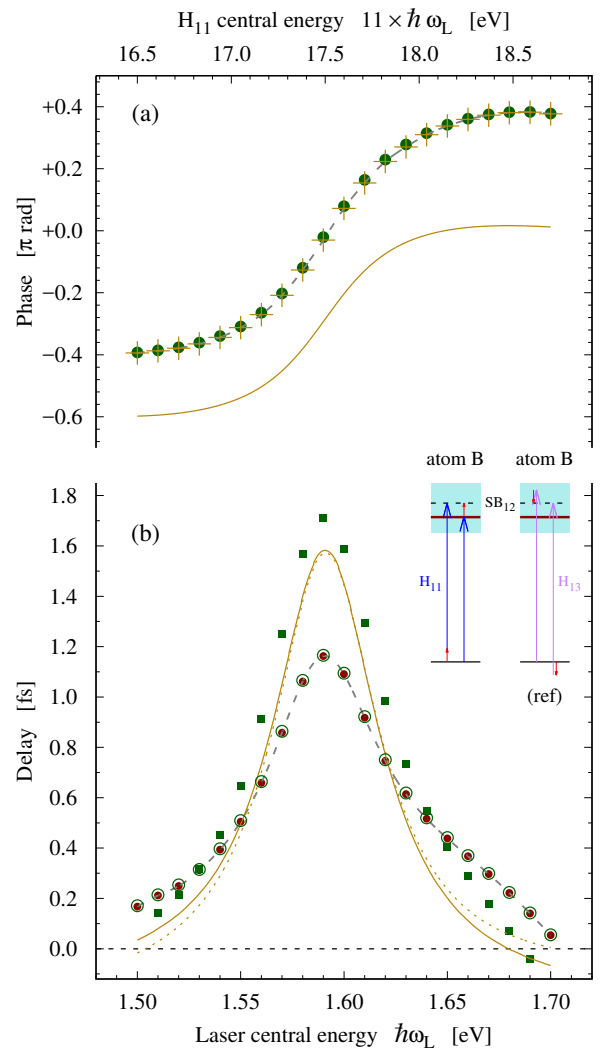 H₁₁ central energy 11 × ℏ ω_L [eV]
16.5 17.0 17.5 18.0 18.5
(a)
+0.4
+0.2
+0.0
−0.2
−0.4
−0.6
Phase [π rad]
atom B atom B
SB₁₂
H₁₁ H₁₃
(ref)
(b)
1.8
1.6
1.4
1.2
1.0
0.8
0.6
0.4
0.2
0.0
Delay [fs]
1.50 1.55 1.60 1.65 1.70
Laser central energy ℏω_L [eV]